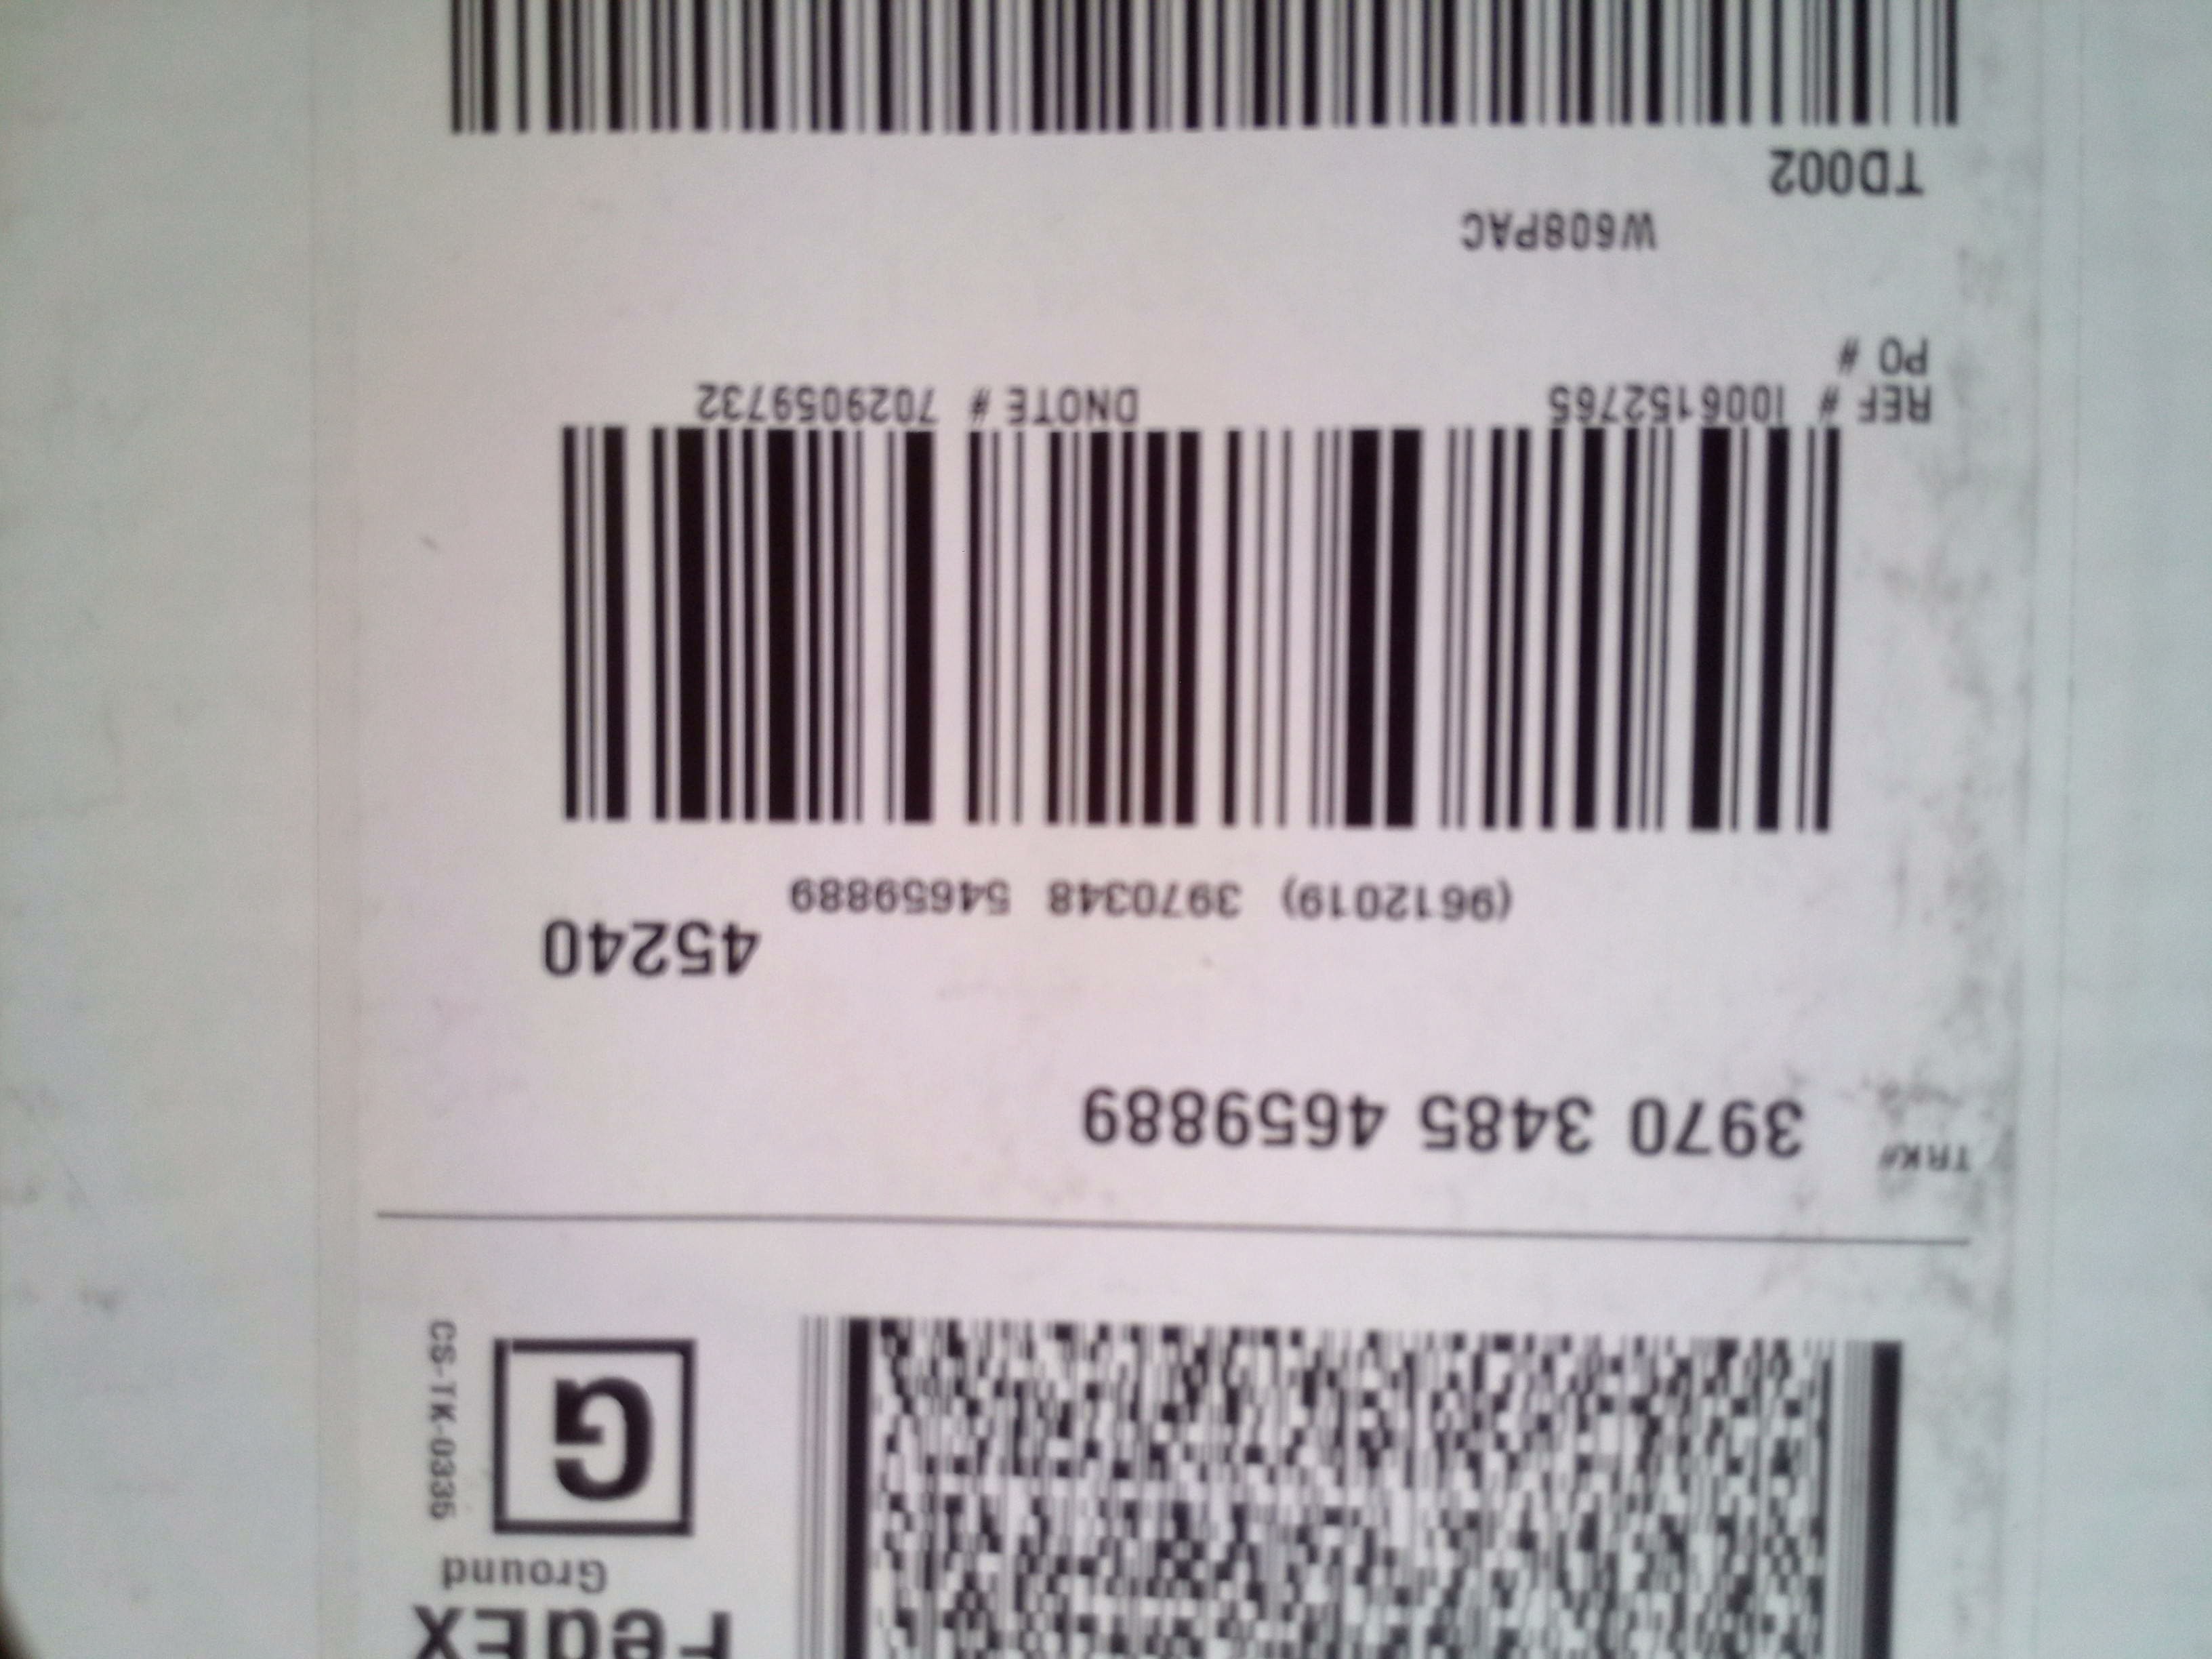 FedEx
Ground
G
CS-TK-0335
TRK# 3970 3485 4659889
45240
(9612019) 3970348 54659889
REF # I006152765 DNOTE # 7029059732
PO #
W608PAC
TD002